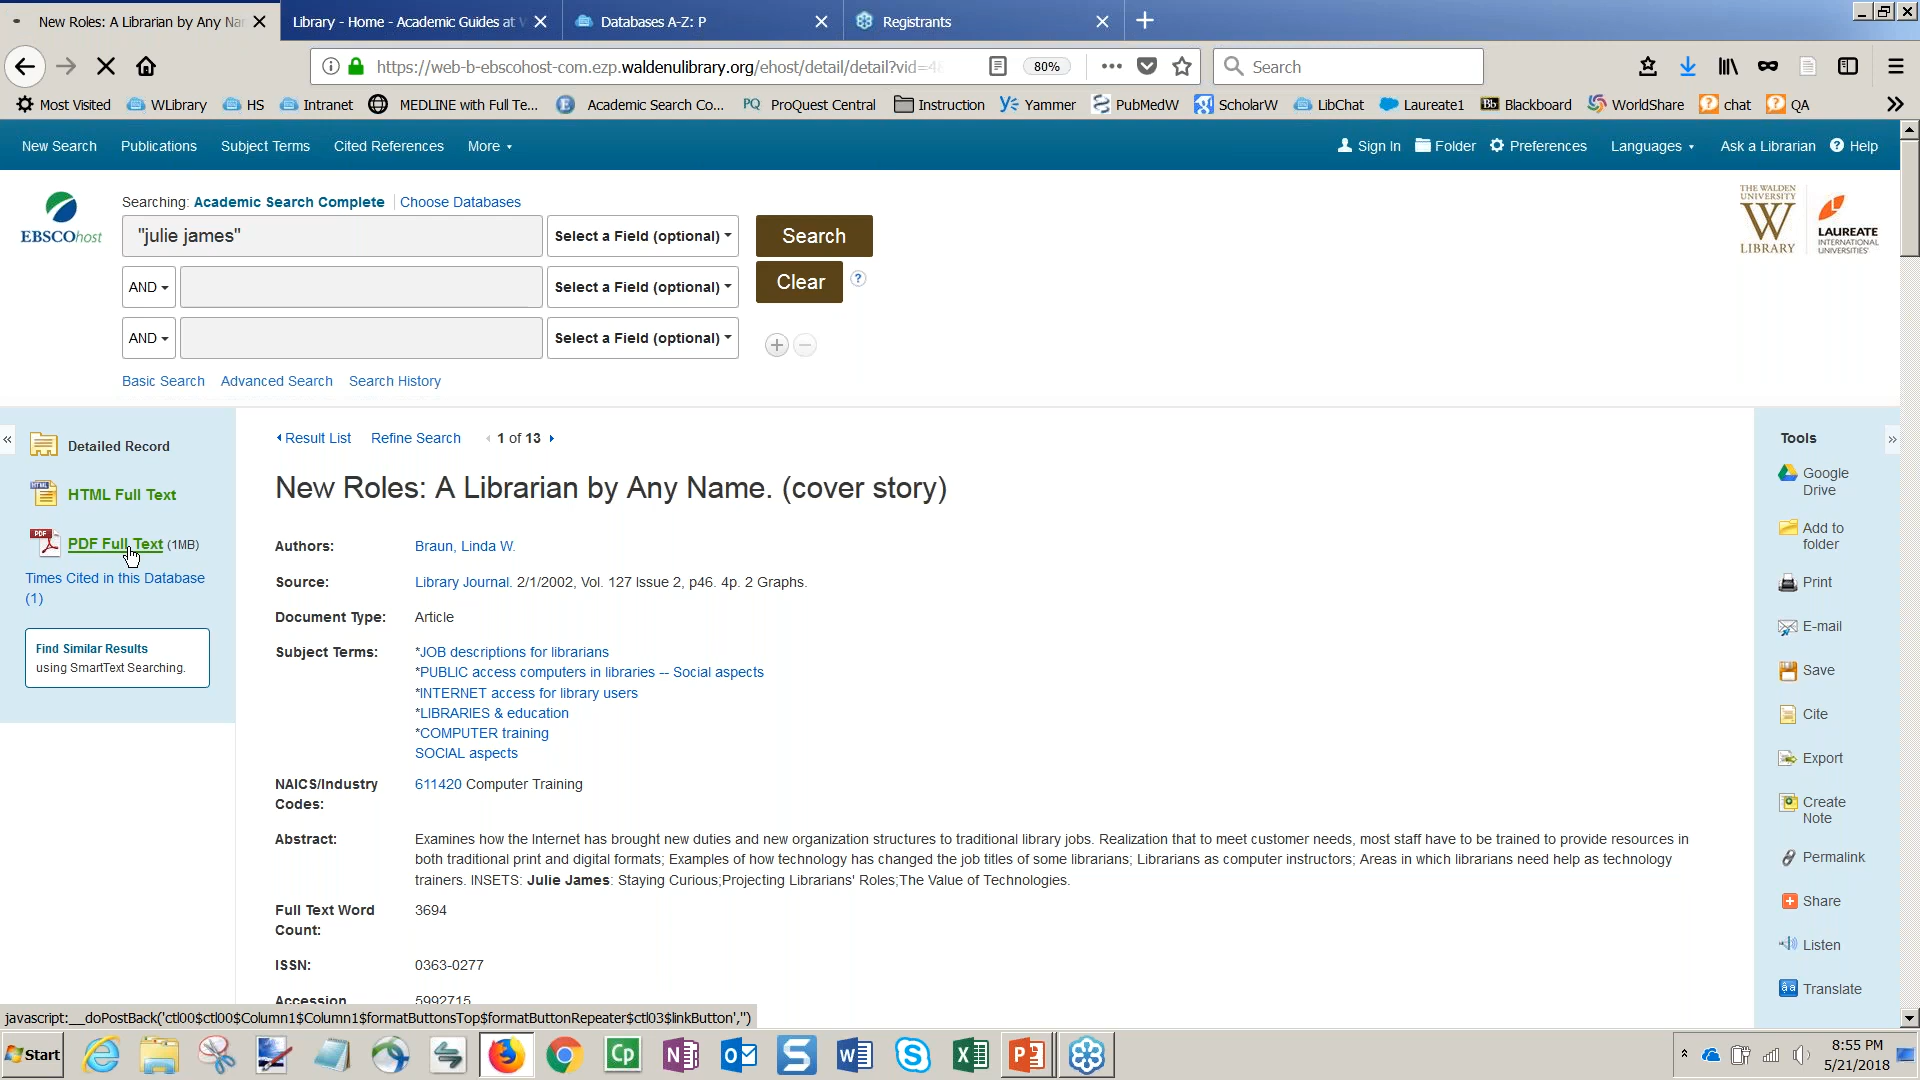 New Roles: A Librarian by Any Na
Library - Home - Academic Guides at
Databases A-Z: P
Registrants
https://web-b-ebscohost-com.ezp.waldenulibrary.org/ehost/detail/detail?vid=4
80%
Search
Most Visited
WLibrary
HS
Intranet
MEDLINE with Full Te...
Academic Search Co...
PQ ProQuest Central
Instruction
Yammer
PubMedW
ScholarW
LibChat
Laureate1
Bb Blackboard
WorldShare
chat
QA
New Search
Publications
Subject Terms
Cited References
More
Sign In
Folder
Preferences
Languages
Ask a Librarian
? Help
EBSCOhost
Searching: Academic Search Complete
Choose Databases
"julie james"
Select a Field (optional)
Search
AND
Select a Field (optional)
Clear
?
AND
Select a Field (optional)
Basic Search
Advanced Search
Search History
THE WALDEN
UNIVERSITY
W
LIBRARY
LAUREATE
INTERNATIONAL
UNIVERSITIES
«
Detailed Record
HTML Full Text
PDF Full Text (1MB)
Times Cited in this Database
(1)
Find Similar Results
using SmartText Searching.
Result List
Refine Search
1 of 13
New Roles: A Librarian by Any Name. (cover story)
Authors:
Braun, Linda W.
Source:
Library Journal. 2/1/2002, Vol. 127 Issue 2, p46. 4p. 2 Graphs.
Document Type:
Article
Subject Terms:
*JOB descriptions for librarians
*PUBLIC access computers in libraries -- Social aspects
*INTERNET access for library users
*LIBRARIES & education
*COMPUTER training
SOCIAL aspects
NAICS/Industry
Codes:
611420 Computer Training
Abstract:
Examines how the Internet has brought new duties and new organization structures to traditional library jobs. Realization that to meet customer needs, most staff have to be trained to provide resources in
both traditional print and digital formats; Examples of how technology has changed the job titles of some librarians; Librarians as computer instructors; Areas in which librarians need help as technology
trainers. INSETS: Julie James: Staying Curious;Projecting Librarians' Roles;The Value of Technologies.
Full Text Word
Count:
3694
ISSN:
0363-0277
Accession
5992715
Tools
»
Google
Drive
Add to
folder
Print
E-mail
Save
Cite
Export
Create
Note
Permalink
Share
Listen
Translate
javascript:__doPostBack('ctl00$ctl00$Column1$Column1$formatButtonsTop$formatButtonRepeater$ctl03$linkButton','')
Start
Cp
8:55 PM
5/21/2018